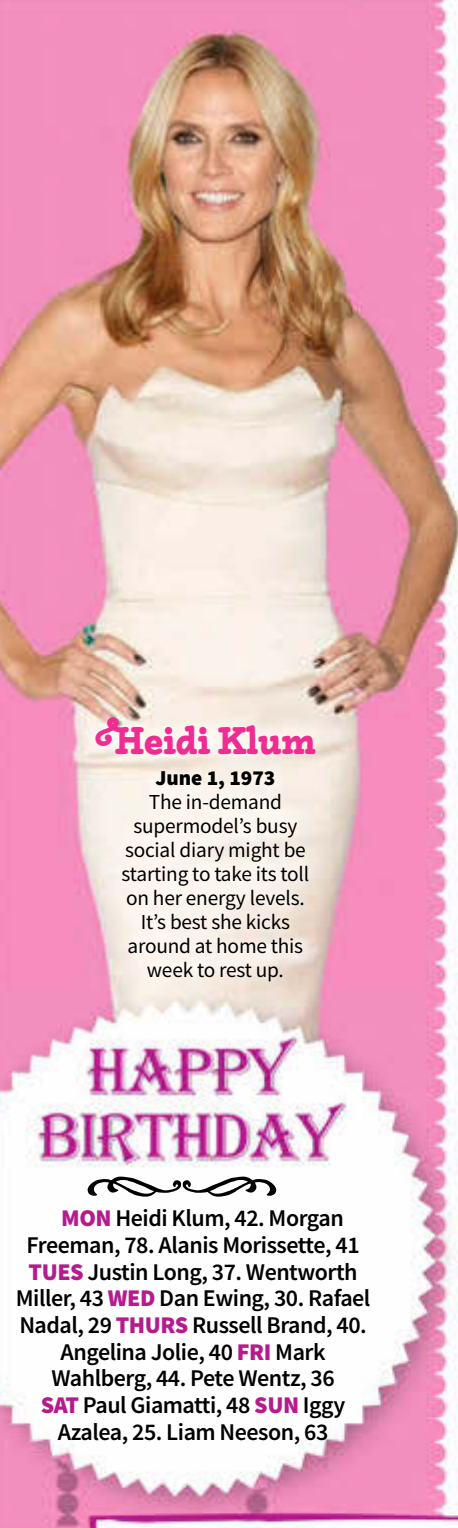 Heidi Klum
June 1, 1973
The in-demand
supermodel's busy
social diary might be
starting to take its toll
on her energy levels.
It's best she kicks
around at home this
week to rest up.
HAPPY
BIRTHDAY
MON Heidi Klum, 42. Morgan
Freeman, 78. Alanis Morissette, 41
TUES Justin Long, 37. Wentworth
Miller, 43 WED Dan Ewing, 30. Rafael
Nadal, 29 THURS Russell Brand, 40.
Angelina Jolie, 40 FRI Mark
Wahlberg, 44. Pete Wentz, 36
SAT Paul Giamatti, 48 SUN Iggy
Azalea, 25. Liam Neeson, 63